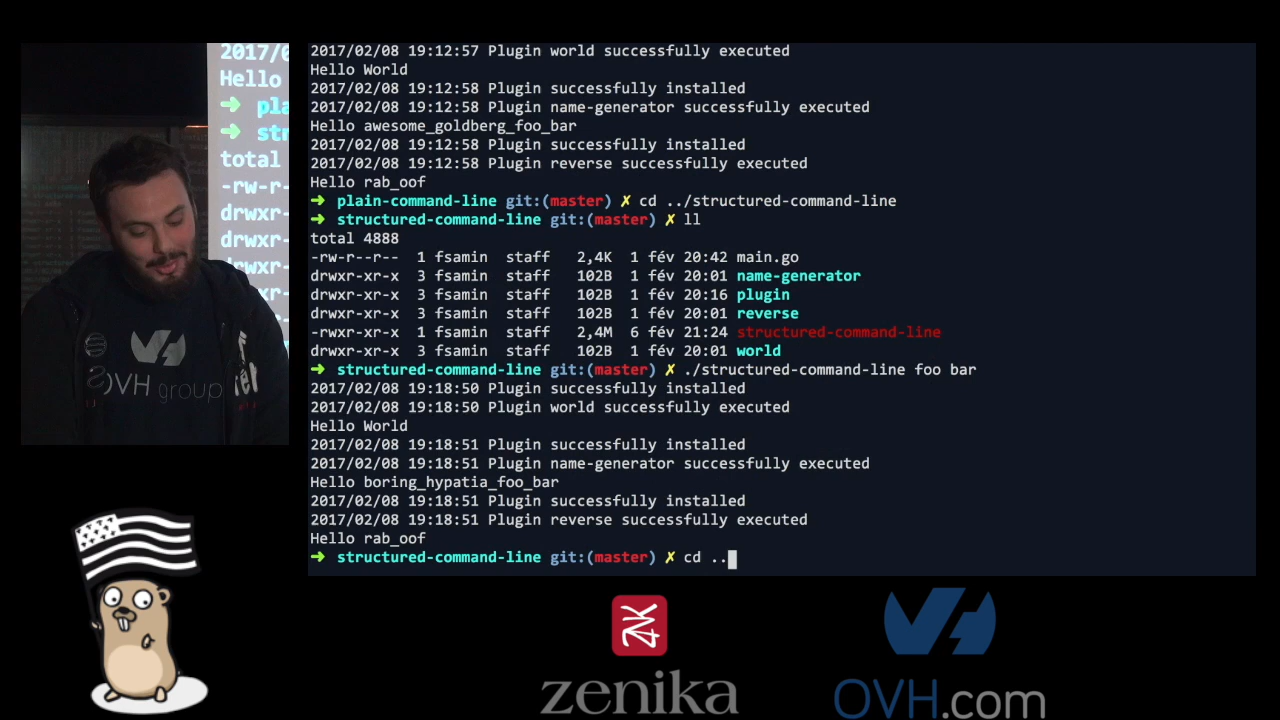 2017/0
Hello
➜ pla
➜ str
total
-rw-r-
drwxr-
drwxr-
drwxr-
-rwxr-
drwxr-
OVH group
2017/02/08 19:12:57 Plugin world successfully executed
Hello World
2017/02/08 19:12:58 Plugin successfully installed
2017/02/08 19:12:58 Plugin name-generator successfully executed
Hello awesome_goldberg_foo_bar
2017/02/08 19:12:58 Plugin successfully installed
2017/02/08 19:12:58 Plugin reverse successfully executed
Hello rab_oof
➜ plain-command-line git:(master) ✗ cd ../structured-command-line
➜ structured-command-line git:(master) ✗ ll
total 4888
-rw-r--r-- 1 fsamin staff 2,4K 1 fév 20:42 main.go
drwxr-xr-x 3 fsamin staff 102B 1 fév 20:01 name-generator
drwxr-xr-x 3 fsamin staff 102B 1 fév 20:16 plugin
drwxr-xr-x 3 fsamin staff 102B 1 fév 20:01 reverse
-rwxr-xr-x 1 fsamin staff 2,4M 6 fév 21:24 structured-command-line
drwxr-xr-x 3 fsamin staff 102B 1 fév 20:01 world
➜ structured-command-line git:(master) ✗ ./structured-command-line foo bar
2017/02/08 19:18:50 Plugin successfully installed
2017/02/08 19:18:50 Plugin world successfully executed
Hello World
2017/02/08 19:18:51 Plugin successfully installed
2017/02/08 19:18:51 Plugin name-generator successfully executed
Hello boring_hypatia_foo_bar
2017/02/08 19:18:51 Plugin successfully installed
2017/02/08 19:18:51 Plugin reverse successfully executed
Hello rab_oof
➜ structured-command-line git:(master) ✗ cd ..
zenika
OVH.com